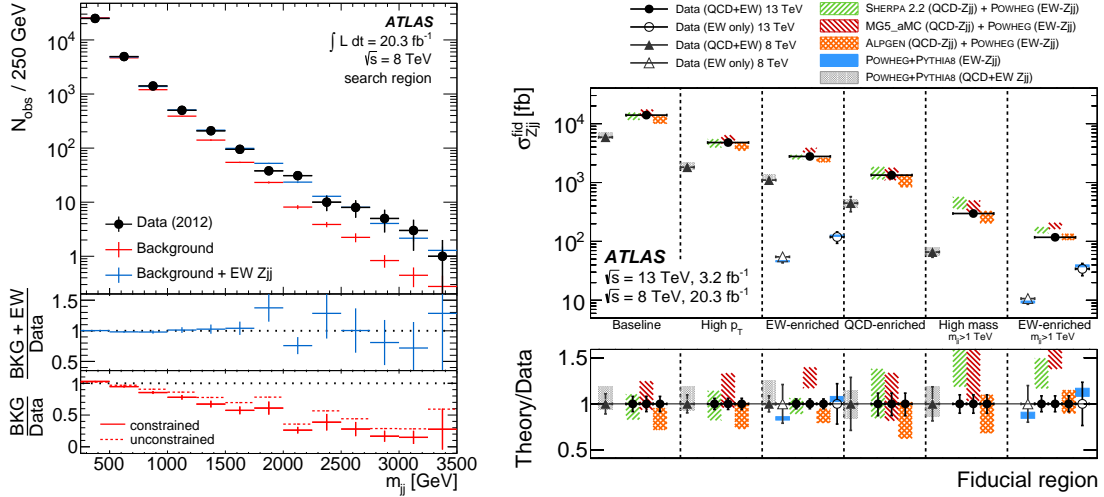 N_obs / 250 GeV
10^4
10^3
10^2
10
1
ATLAS
∫ L dt = 20.3 fb^-1
√s = 8 TeV
search region
Data (2012)
Background
Background + EW Zjj
BKG + EW
Data
1.5
1
0.5
BKG
Data
1
0.5
0
constrained
unconstrained
500 1000 1500 2000 2500 3000 3500
m_jj [GeV]
Data (QCD+EW) 13 TeV
Data (EW only) 13 TeV
Data (QCD+EW) 8 TeV
Data (EW only) 8 TeV
SHERPA 2.2 (QCD-Zjj) + POWHEG (EW-Zjj)
MG5_aMC (QCD-Zjj) + POWHEG (EW-Zjj)
ALPGEN (QCD-Zjj) + POWHEG (EW-Zjj)
POWHEG+PYTHIA8 (EW-Zjj)
POWHEG+PYTHIA8 (QCD+EW Zjj)
σ^fid_Zjj [fb]
10^4
10^3
10^2
10
ATLAS
√s = 13 TeV, 3.2 fb^-1
√s = 8 TeV, 20.3 fb^-1
Baseline High p_T EW-enriched QCD-enriched High mass EW-enriched
m_jj>1 TeV m_jj>1 TeV
Theory/Data
1.5
1
0.5
Fiducial region